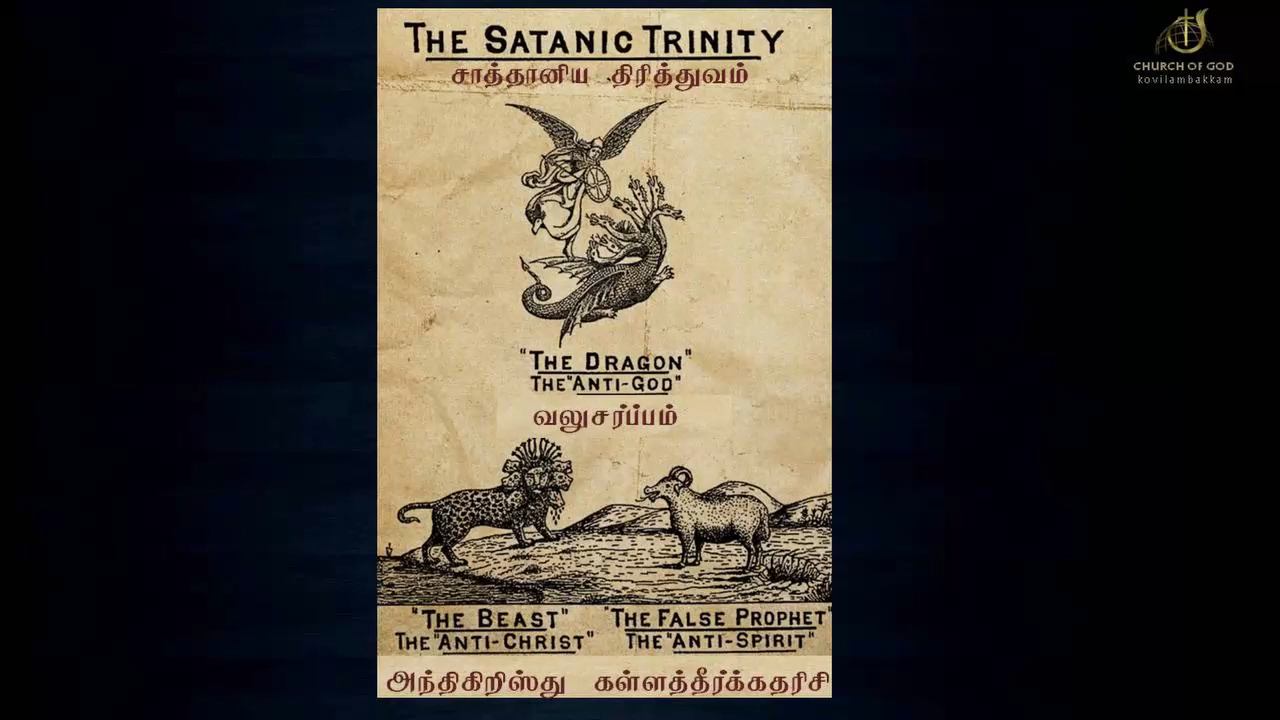 THE SATANIC TRINITY
சாத்தானிய திரித்துவம்
CHURCH OF GOD
kovilambakkam
"THE DRAGON"
THE "ANTI-GOD"
வலுசர்ப்பம்
"THE BEAST" "THE FALSE PROPHET"
THE "ANTI-CHRIST" THE "ANTI-SPIRIT"
அந்திகிறிஸ்து கள்ளத்தீர்க்கதரிசி